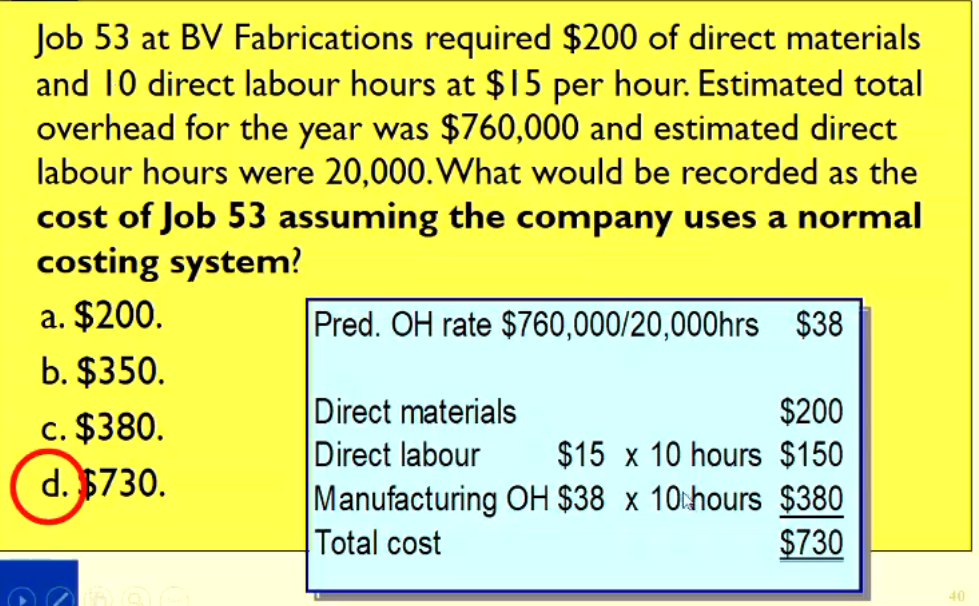 Job 53 at BV Fabrications required $200 of direct materials
and 10 direct labour hours at $15 per hour. Estimated total
overhead for the year was $760,000 and estimated direct
labour hours were 20,000. What would be recorded as the
cost of Job 53 assuming the company uses a normal
costing system?
a. $200.
b. $350.
c. $380.
d. $730.
Pred. OH rate $760,000/20,000hrs $38
Direct materials $200
Direct labour $15 x 10 hours $150
Manufacturing OH $38 x 10 hours $380
Total cost $730
40